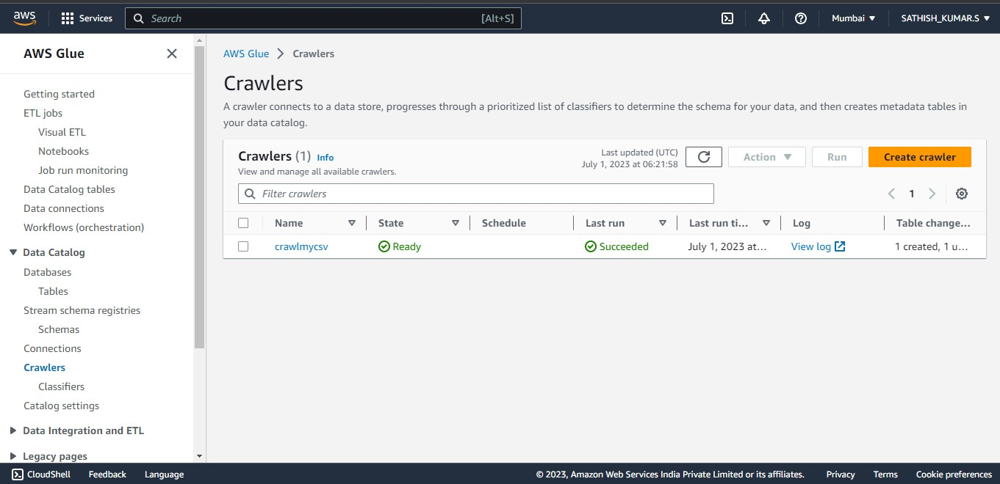 aws
Services
Search
[Alt+S]
Mumbai
SATHISH_KUMAR.S
AWS Glue
Getting started
ETL jobs
Visual ETL
Notebooks
Job run monitoring
Data Catalog tables
Data connections
Workflows (orchestration)
Data Catalog
Databases
Tables
Stream schema registries
Schemas
Connections
Crawlers
Classifiers
Catalog settings
Data Integration and ETL
Legacy pages
AWS Glue > Crawlers
Crawlers
A crawler connects to a data store, progresses through a prioritized list of classifiers to determine the schema for your data, and then creates metadata tables in
your data catalog.
Crawlers (1) Info
View and manage all available crawlers.
Last updated (UTC)
July 1, 2023 at 06:21:58
Action
Run
Create crawler
Filter crawlers
1
Name State Schedule Last run Last run ti... Log Table change...
crawlmycsv Ready Succeeded July 1, 2023 at... View log 1 created, 1 u...
CloudShell Feedback Language © 2023, Amazon Web Services India Private Limited or its affiliates. Privacy Terms Cookie preferences